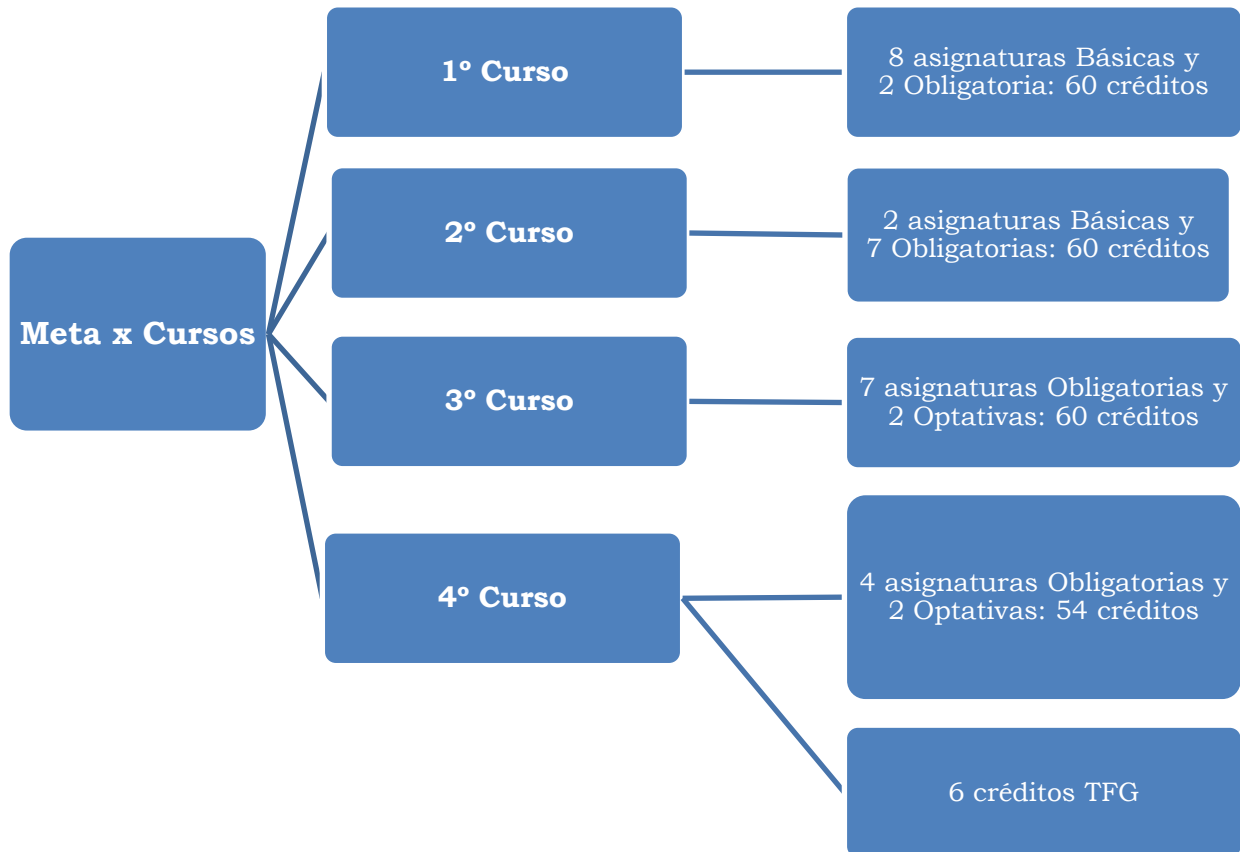 Meta x Cursos
1º Curso
8 asignaturas Básicas y
2 Obligatoria: 60 créditos
2º Curso
2 asignaturas Básicas y
7 Obligatorias: 60 créditos
3º Curso
7 asignaturas Obligatorias y
2 Optativas: 60 créditos
4º Curso
4 asignaturas Obligatorias y
2 Optativas: 54 créditos
6 créditos TFG